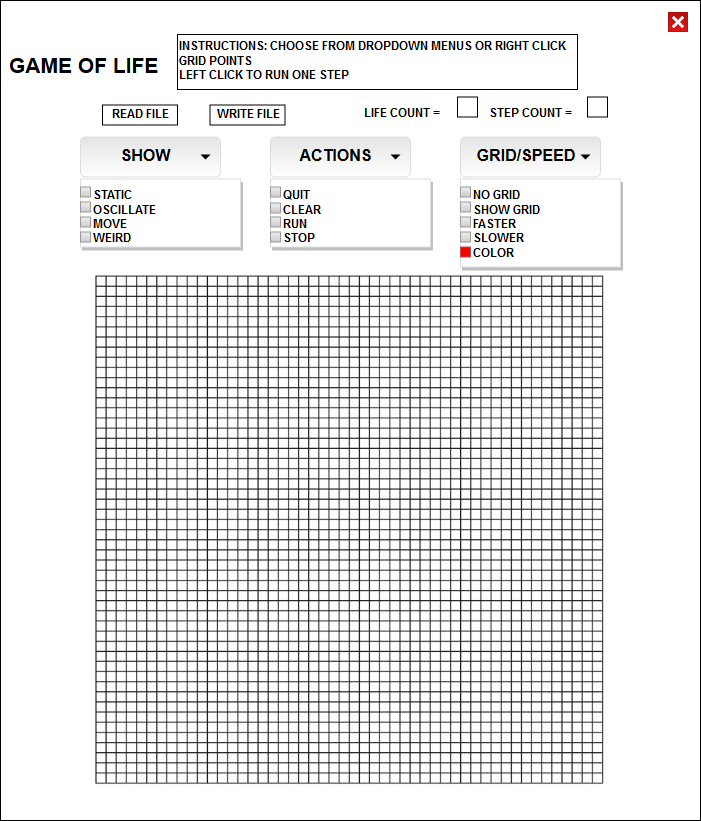 GAME OF LIFE
INSTRUCTIONS: CHOOSE FROM DROPDOWN MENUS OR RIGHT CLICK
GRID POINTS
LEFT CLICK TO RUN ONE STEP
READ FILE
WRITE FILE
LIFE COUNT =
STEP COUNT =
SHOW
STATIC
OSCILLATE
MOVE
WEIRD
ACTIONS
QUIT
CLEAR
RUN
STOP
GRID/SPEED
NO GRID
SHOW GRID
FASTER
SLOWER
COLOR